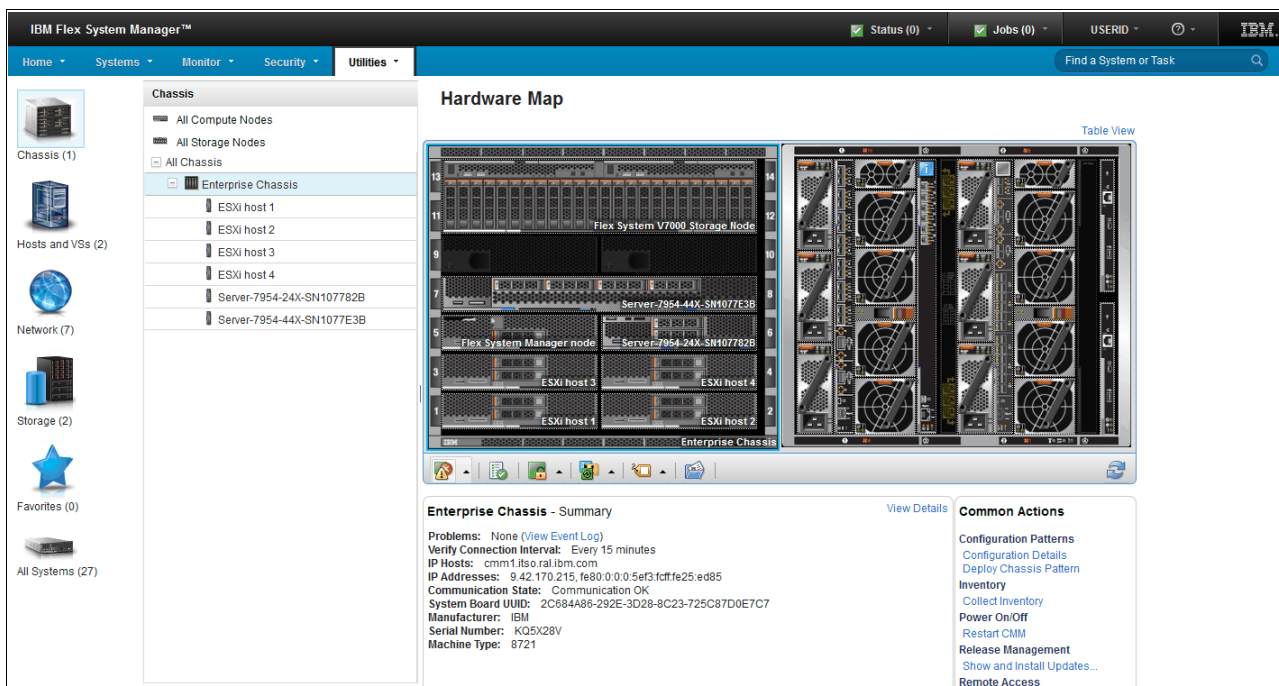 IBM Flex System Manager™
Status (0)
Jobs (0)
USERID
?
IBM.
Home
Systems
Monitor
Security
Utilities
Find a System or Task
Chassis (1)
Hosts and VSs (2)
Network (7)
Storage (2)
Favorites (0)
All Systems (27)
Chassis
All Compute Nodes
All Storage Nodes
All Chassis
Enterprise Chassis
ESXi host 1
ESXi host 2
ESXi host 3
ESXi host 4
Server-7954-24X-SN107782B
Server-7954-44X-SN1077E3B
Hardware Map
Table View
13
14
11
12
Flex System V7000 Storage Node
9
10
7
8
Server-7954-44X-SN1077E3B
5
6
Flex System Manager node
Server-7954-24X-SN107782B
3
4
ESXi host 3
ESXi host 4
1
2
ESXi host 1
ESXi host 2
IBM
Enterprise Chassis
Enterprise Chassis - Summary
View Details
Problems: None (View Event Log)
Verify Connection Interval: Every 15 minutes
IP Hosts: cmm1.itso.ral.ibm.com
IP Addresses: 9.42.170.215, fe80:0:0:0:5ef3:fcff:fe25:ed85
Communication State: Communication OK
System Board UUID: 2C684A86-292E-3D28-8C23-725C87D0E7C7
Manufacturer: IBM
Serial Number: KQ5X28V
Machine Type: 8721
Common Actions
Configuration Patterns
Configuration Details
Deploy Chassis Pattern
Inventory
Collect Inventory
Power On/Off
Restart CMM
Release Management
Show and Install Updates...
Remote Access